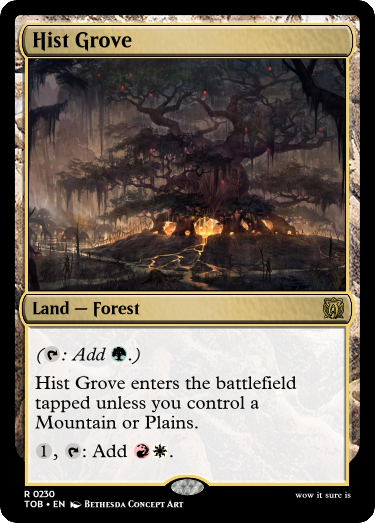 Hist Grove
Land — Forest
(: Add .)
Hist Grove enters the battlefield
tapped unless you control a
Mountain or Plains.
1, : Add .
R 0230
TOB • EN Bethesda Concept Art
wow it sure is